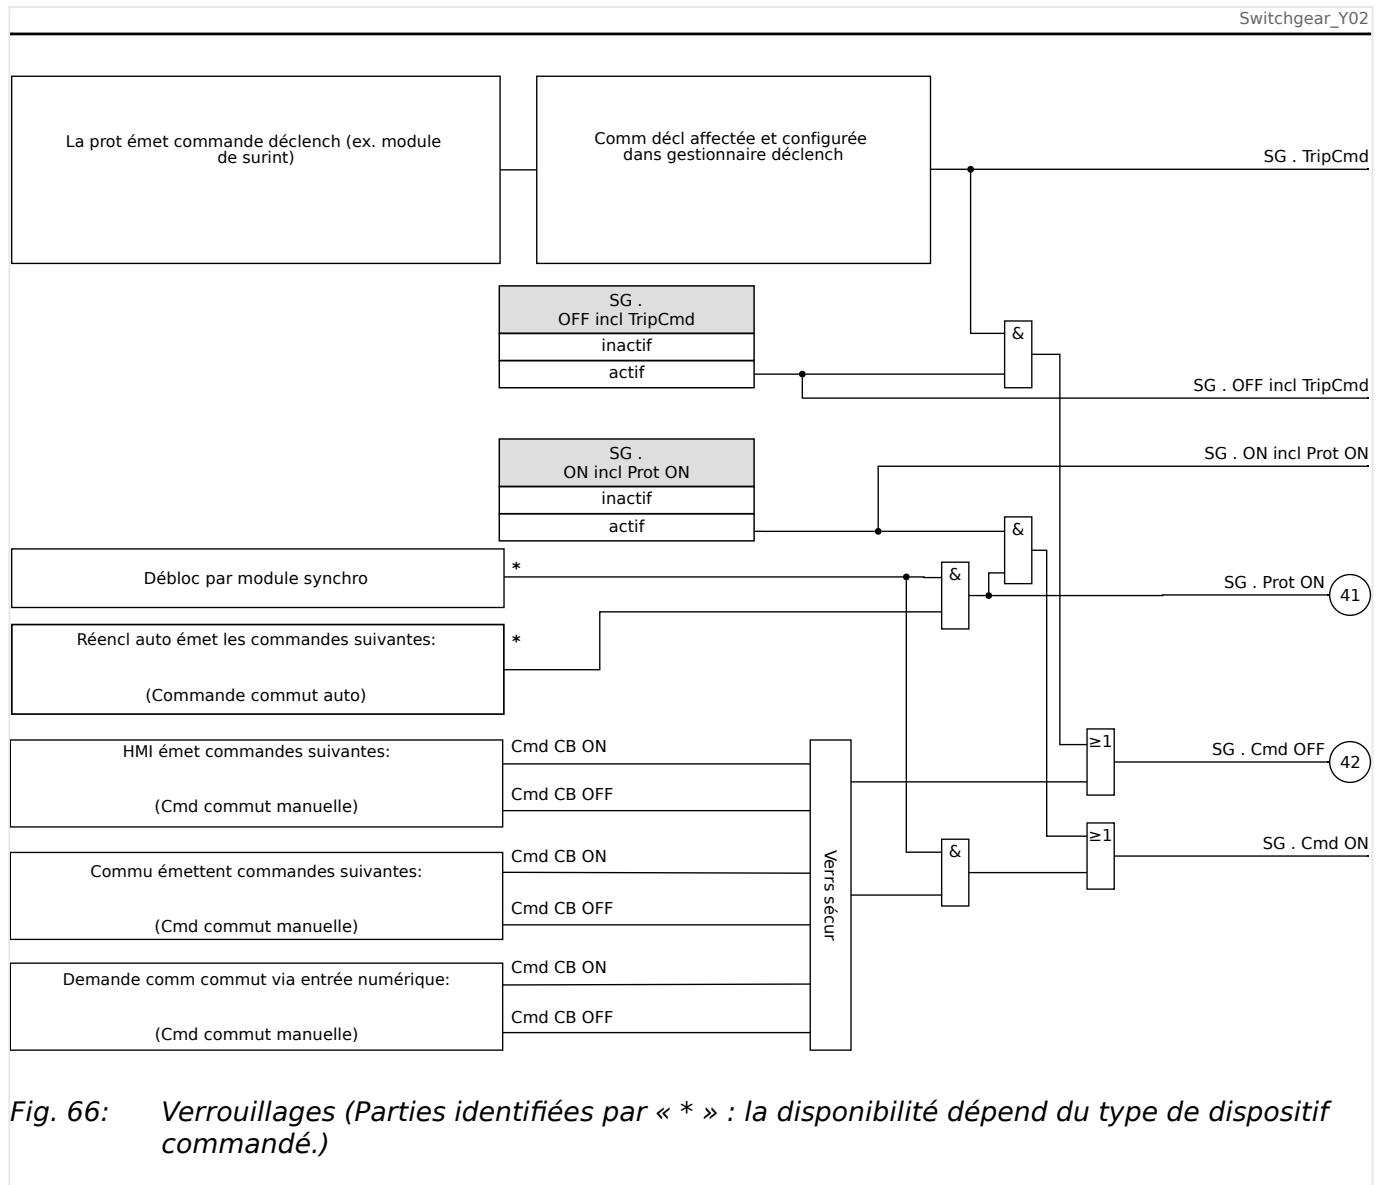 Switchgear_Y02
La prot émet commande déclench (ex. module
de surint)
Comm décl affectée et configurée
dans gestionnaire déclench
SG . TripCmd
SG .
OFF incl TripCmd
inactif
actif
&
SG . OFF incl TripCmd
SG .
ON incl Prot ON
inactif
actif
SG . ON incl Prot ON
&
Débloc par module synchro
*
&
SG . Prot ON
41
Réencl auto émet les commandes suivantes:
(Commande commut auto)
*
HMI émet commandes suivantes:
(Cmd commut manuelle)
Cmd CB ON
Cmd CB OFF
≥1
SG . Cmd OFF
42
Commu émettent commandes suivantes:
(Cmd commut manuelle)
Cmd CB ON
Cmd CB OFF
Verrs sécur
&
≥1
SG . Cmd ON
Demande comm commut via entrée numérique:
(Cmd commut manuelle)
Cmd CB ON
Cmd CB OFF
Fig. 66: Verrouillages (Parties identifiées par « * » : la disponibilité dépend du type de dispositif
commandé.)